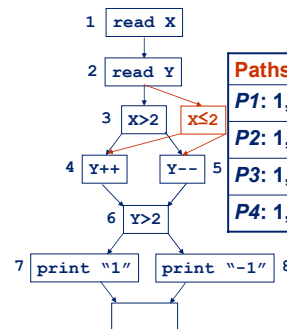 1 read X
2 read Y
3 X>2 X≤2
4 Y++ Y-- 5
6 Y>2
7 print “1” print “-1” 8
Paths
P1: 1,
P2: 1,
P3: 1,
P4: 1,